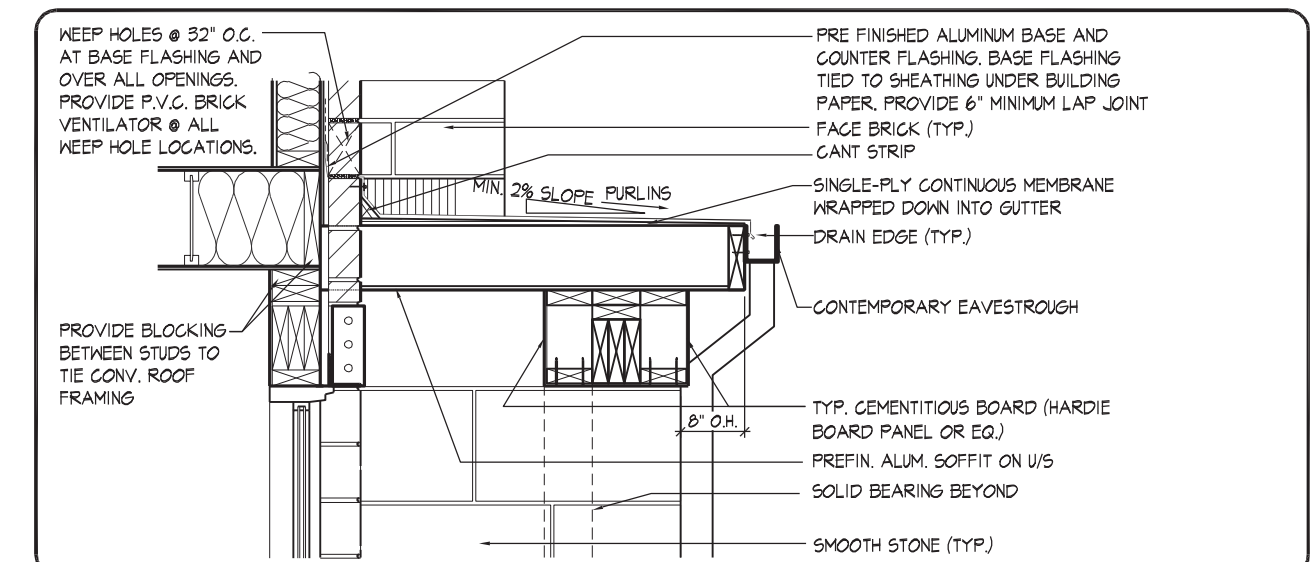 WEEP HOLES @ 32" O.C.
AT BASE FLASHING AND
OVER ALL OPENINGS.
PROVIDE P.V.C. BRICK
VENTILATOR @ ALL
WEEP HOLE LOCATIONS.
PRE FINISHED ALUMINUM BASE AND
COUNTER FLASHING. BASE FLASHING
TIED TO SHEATHING UNDER BUILDING
PAPER. PROVIDE 6" MINIMUM LAP JOINT
FACE BRICK (TYP.)
CANT STRIP
MIN. 2% SLOPE PURLINS
SINGLE-PLY CONTINUOUS MEMBRANE
WRAPPED DOWN INTO GUTTER
DRAIN EDGE (TYP.)
CONTEMPORARY EAVESTROUGH
PROVIDE BLOCKING
BETWEEN STUDS TO
TIE CONV. ROOF
FRAMING
8" O.H.
TYP. CEMENTITIOUS BOARD (HARDIE
BOARD PANEL OR EQ.)
PREFIN. ALUM. SOFFIT ON U/S
SOLID BEARING BEYOND
SMOOTH STONE (TYP.)